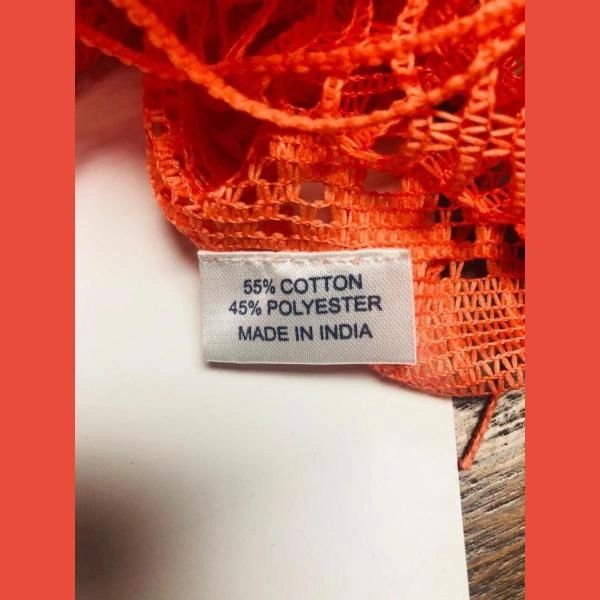 55% COTTON
45% POLYESTER
MADE IN INDIA